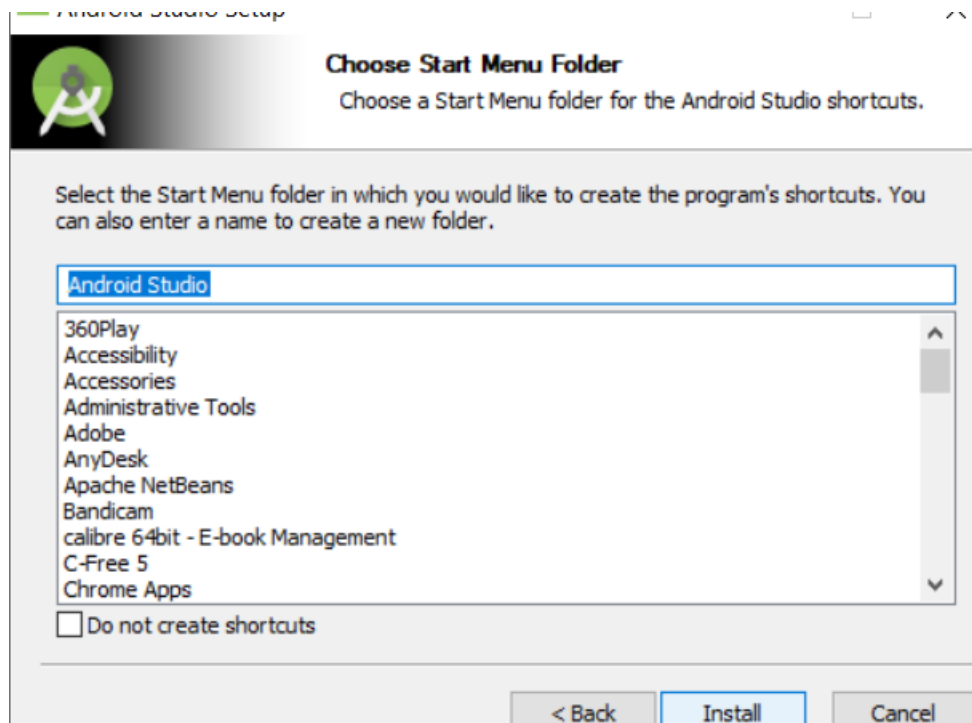 Android Studio Setup
Choose Start Menu Folder
Choose a Start Menu folder for the Android Studio shortcuts.
Select the Start Menu folder in which you would like to create the program's shortcuts. You
can also enter a name to create a new folder.
Android Studio
360Play
Accessibility
Accessories
Administrative Tools
Adobe
AnyDesk
Apache NetBeans
Bandicam
calibre 64bit - E-book Management
C-Free 5
Chrome Apps
Do not create shortcuts
< Back
Install
Cancel